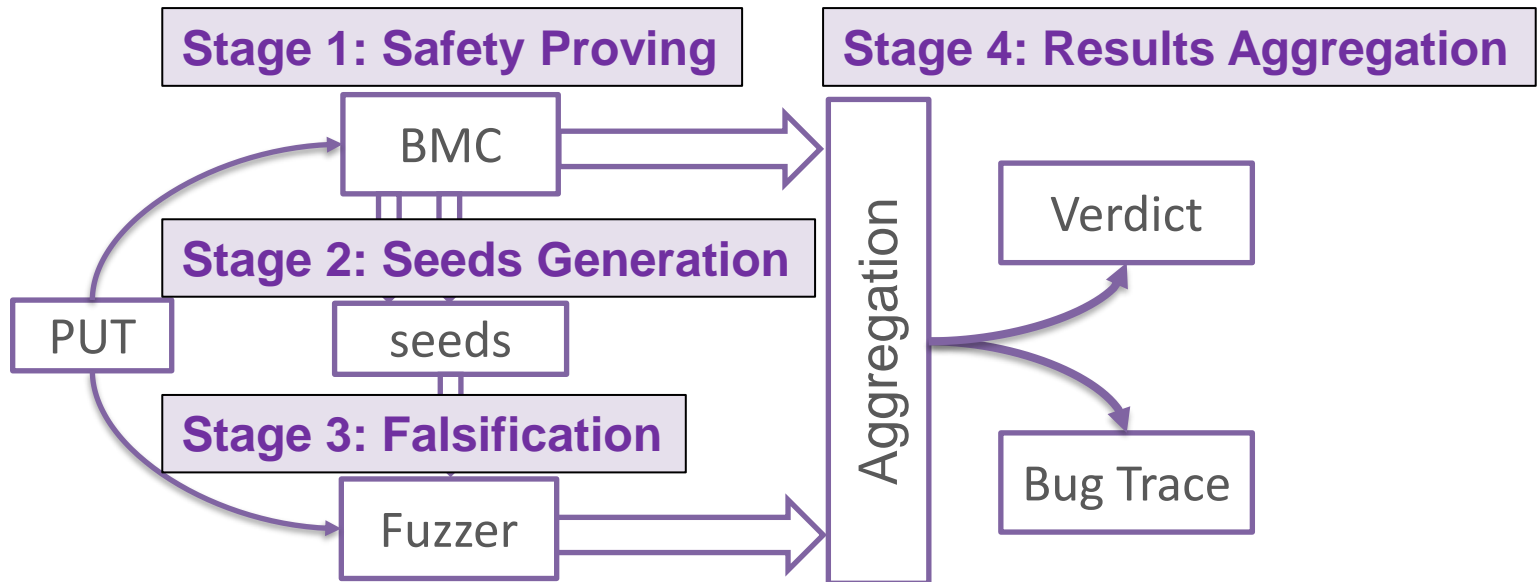 Stage 1: Safety Proving
Stage 4: Results Aggregation
BMC
Stage 2: Seeds Generation
PUT
seeds
Stage 3: Falsification
Fuzzer
Aggregation
Verdict
Bug Trace